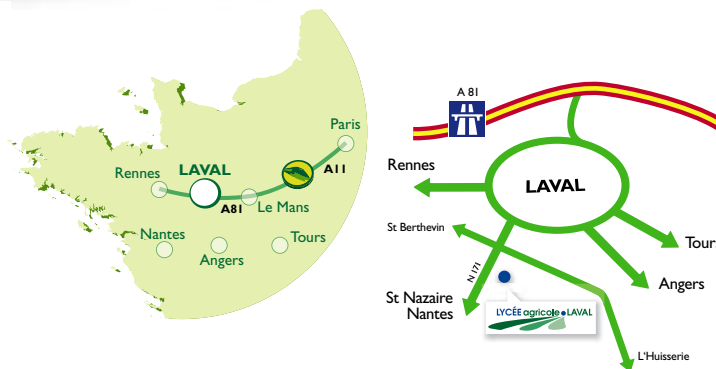 Paris
A11
Rennes
LAVAL
A81
Le Mans
Nantes
Angers
Tours
A 81
Rennes
LAVAL
St Berthevin
Tour
N 171
Angers
St Nazaire
Nantes
LYCÉE agricole LAVAL
L'Huisserie